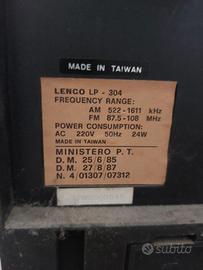 MADE IN TAIWAN
LENCO LP - 304
FREQUENCY RANGE:
AM 522 - 1611 kHz
FM 87.5 - 108 MHz
POWER CONSUMPTION:
AC 220V 50Hz 24W
MADE IN TAIWAN
MINISTERO P. T.
D. M. 25/6/85
D. M. 27/8/87
N. 4/01307/07312
subito